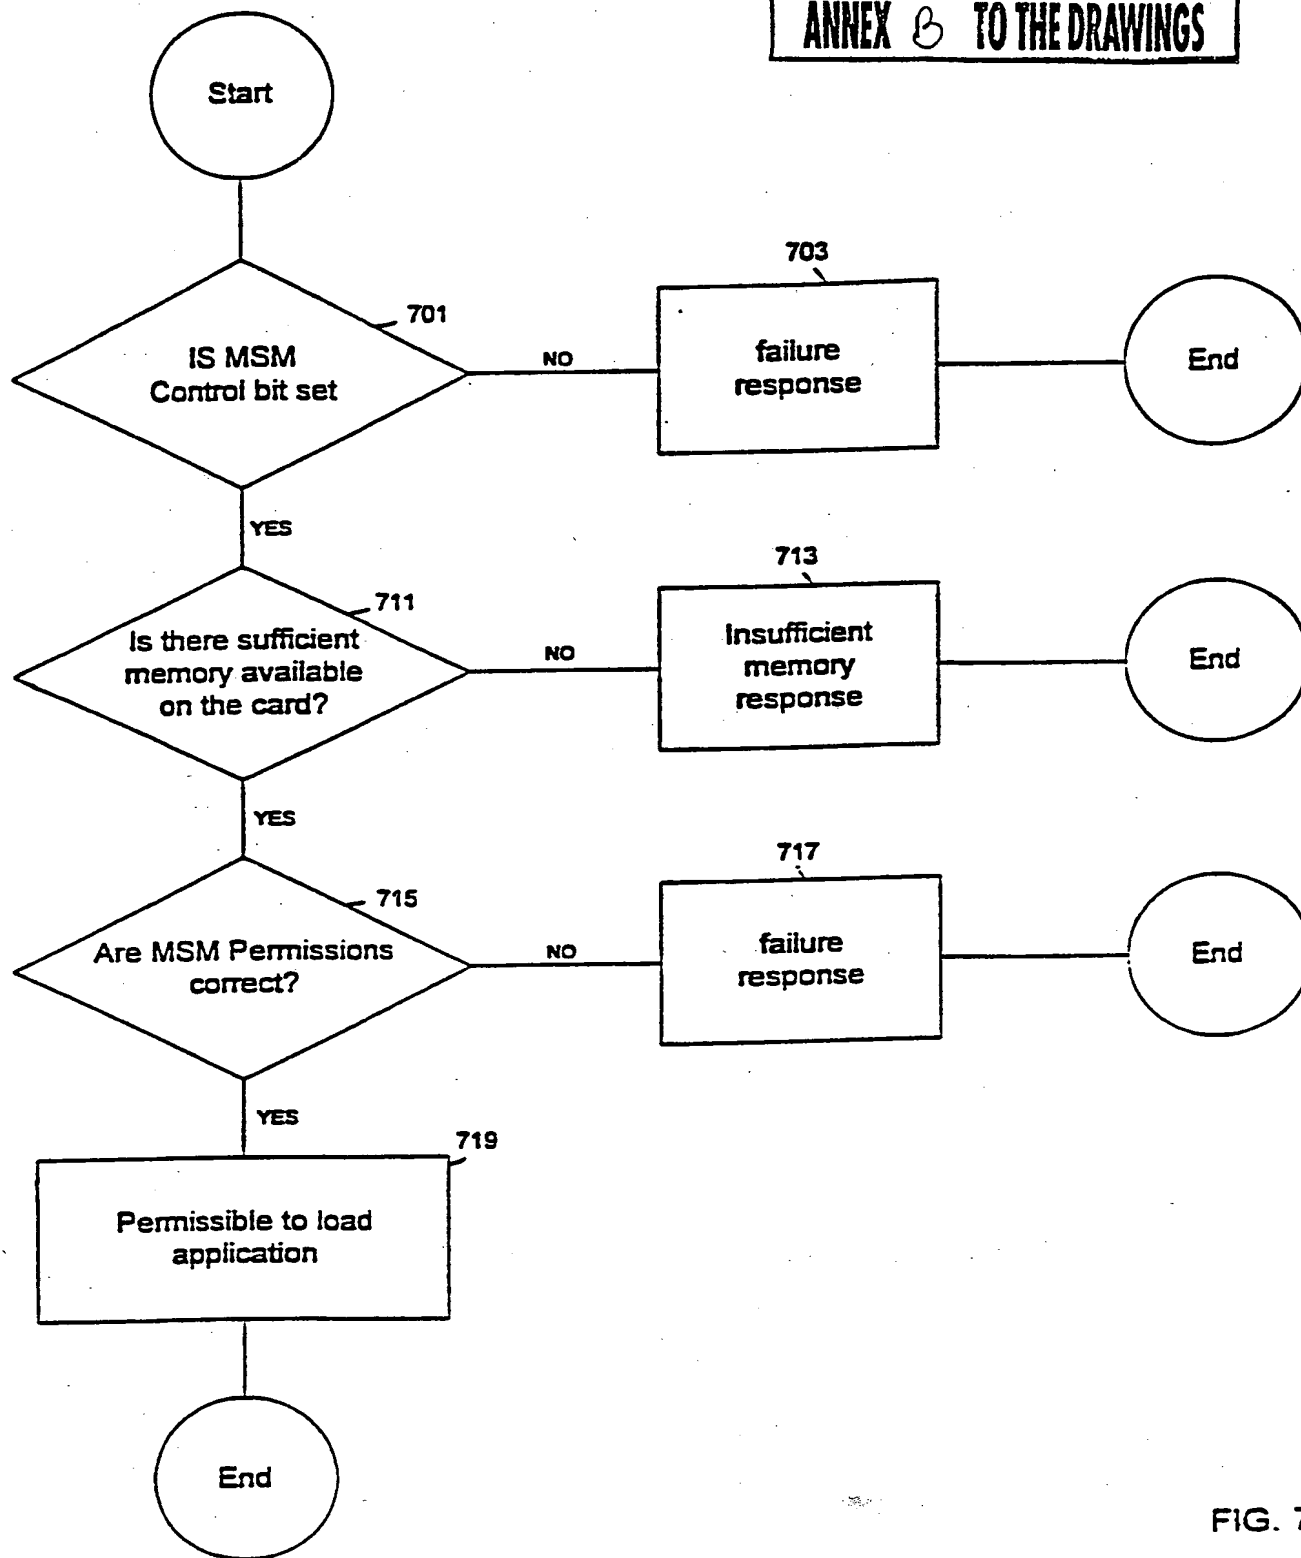 ANNEX B TO THE DRAWINGS
Start
701
IS MSM
Control bit set
NO
703
failure
response
End
YES
711
Is there sufficient
memory available
on the card?
NO
713
Insufficient
memory
response
End
YES
715
Are MSM Permissions
correct?
NO
717
failure
response
End
YES
719
Permissible to load
application
End
FIG. 7